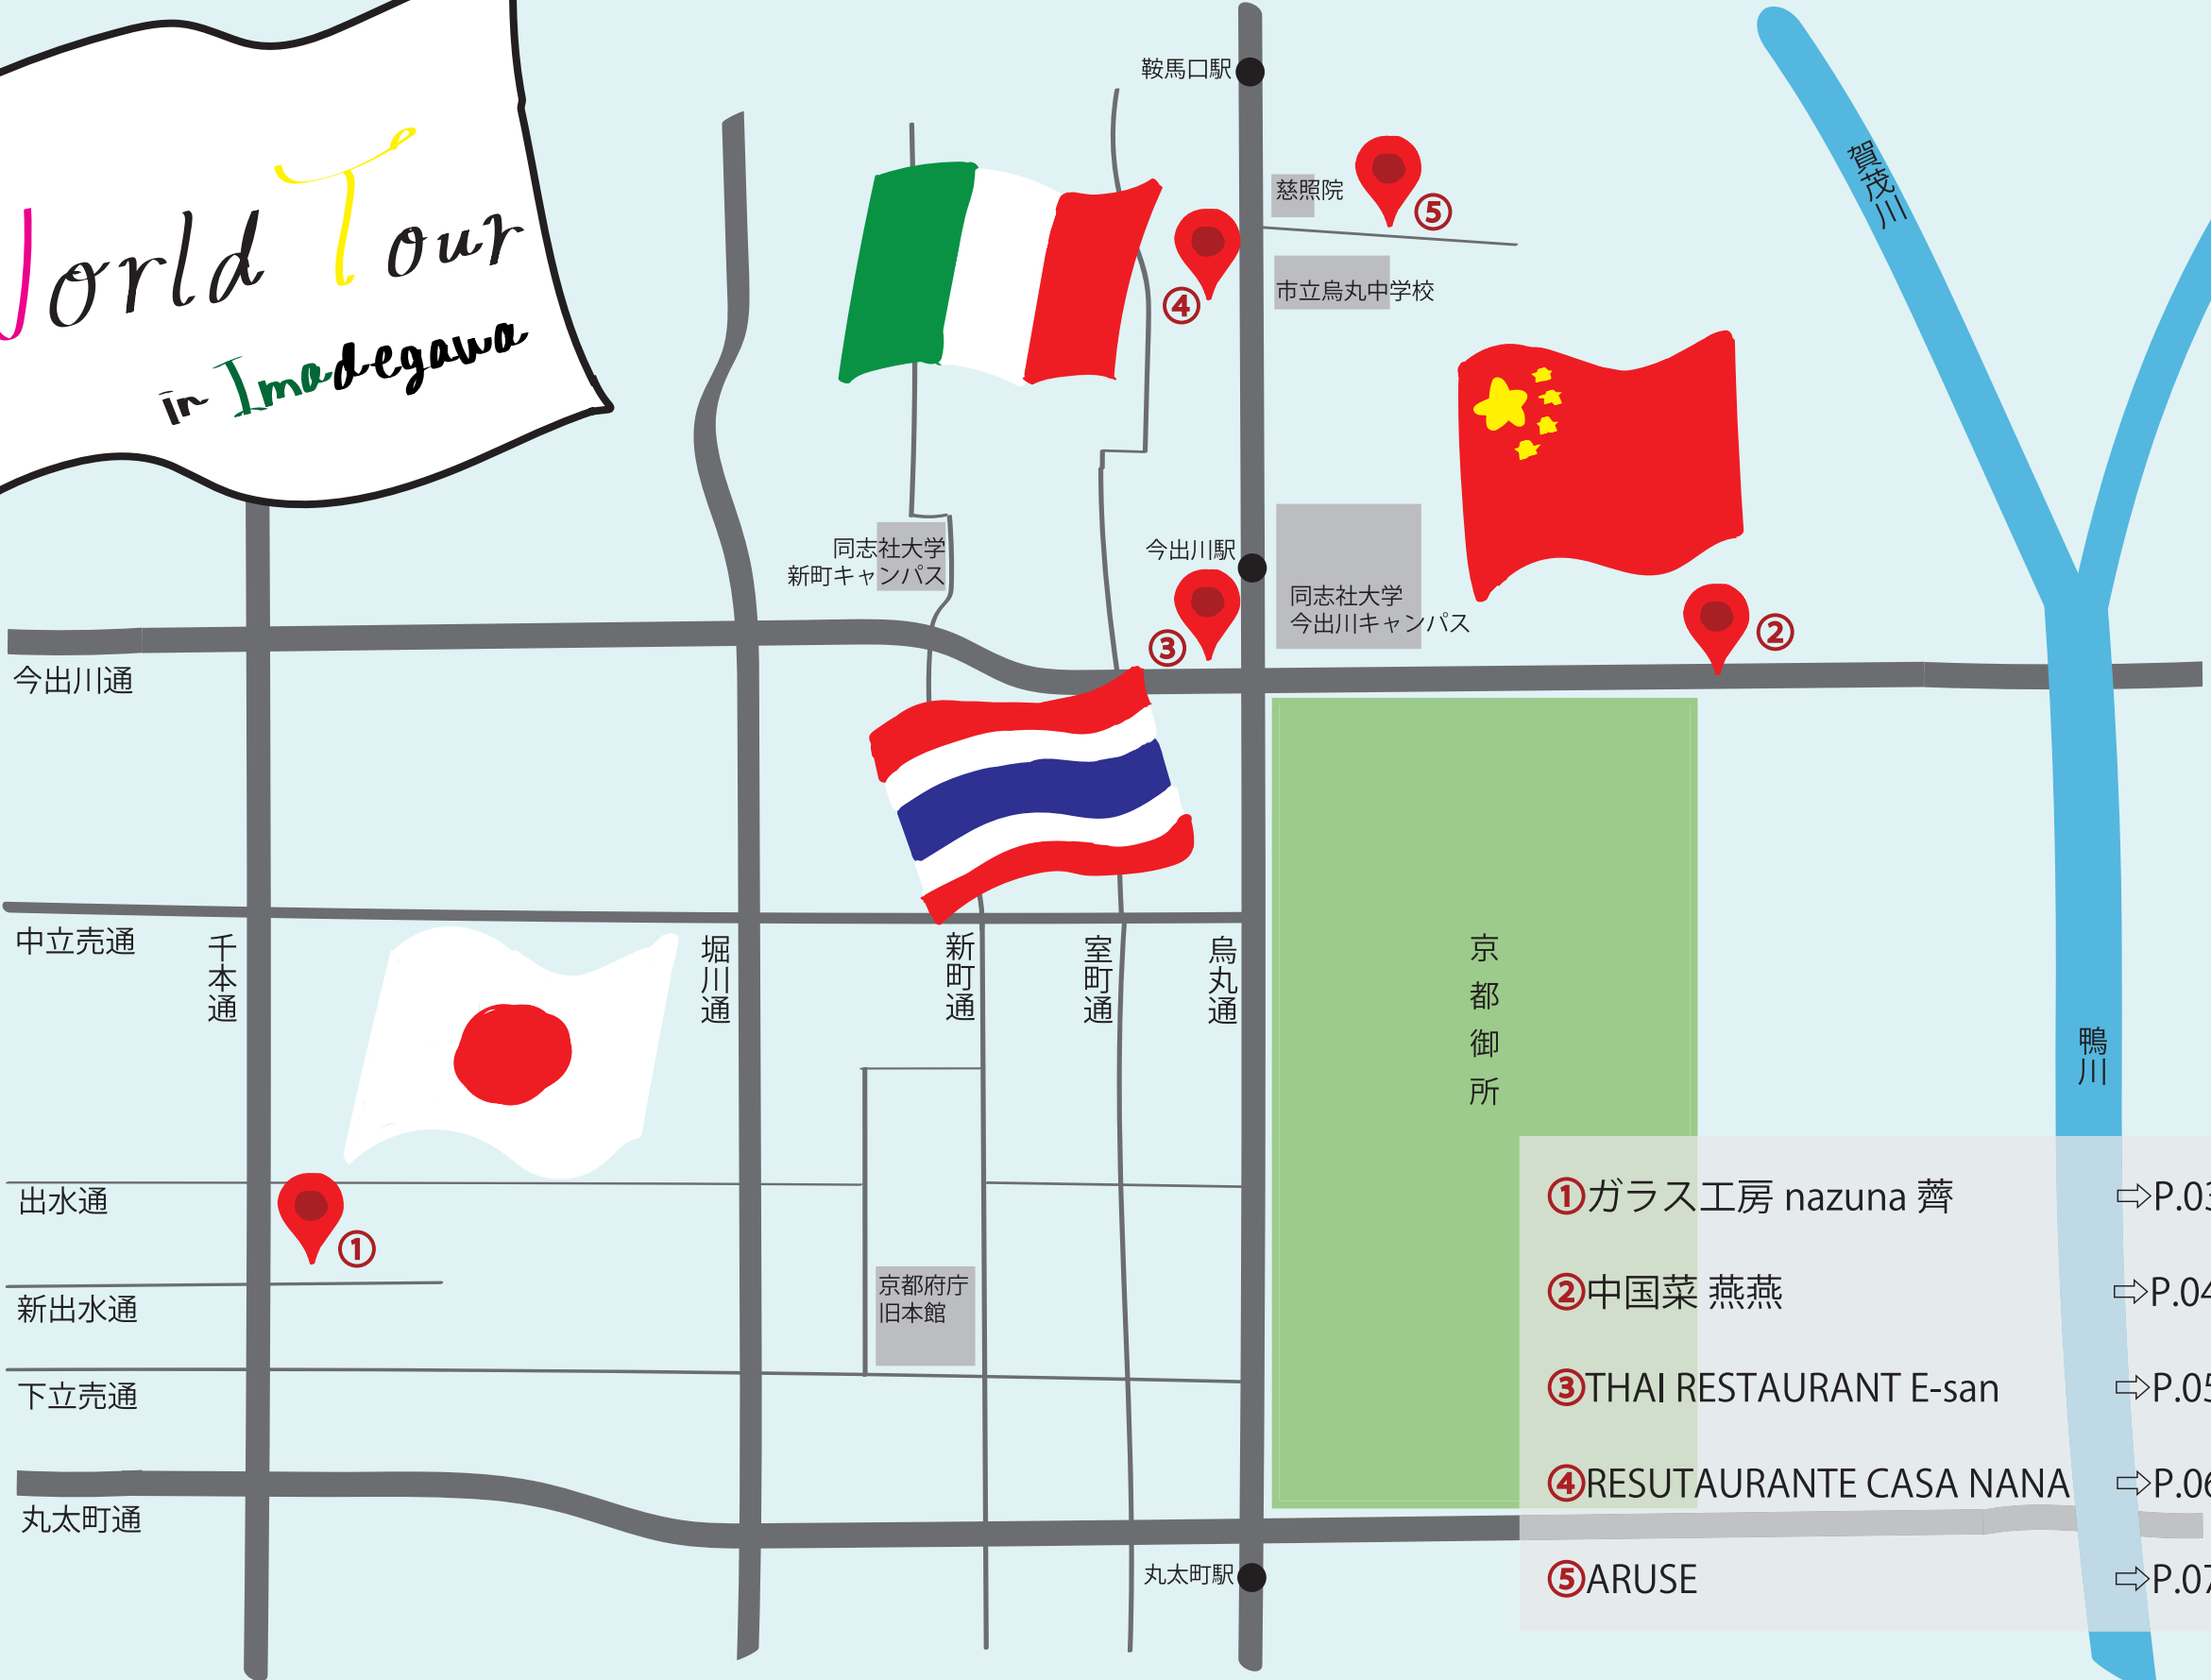 World Tour
in Imadegawa
鞍馬口駅
慈照院
⑤
④
市立烏丸中学校
賀茂川
同志社大学
新町キャンパス
今出川駅
同志社大学
今出川キャンパス
③
②
今出川通
中立売通
千本通
堀川通
新町通
室町通
烏丸通
京都御所
鴨川
出水通
①
新出水通
京都府庁
旧本館
下立売通
丸太町通
丸太町駅
①ガラス工房 nazuna 薺 ⇨P.03
②中国菜 燕燕 ⇨P.04
③THAI RESTAURANT E-san ⇨P.05
④RESUTAURANTE CASA NANA ⇨P.06
⑤ARUSE ⇨P.07